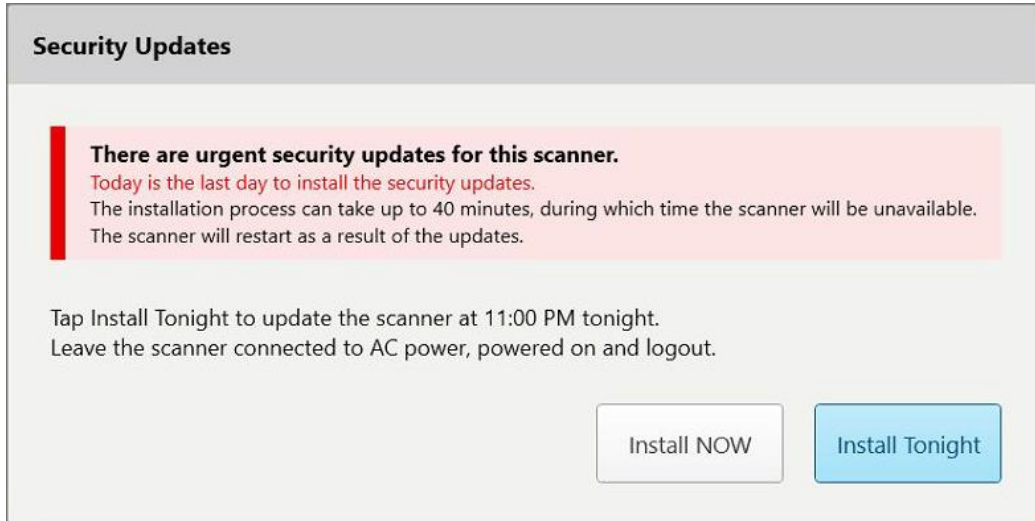 Security Updates
There are urgent security updates for this scanner.
Today is the last day to install the security updates.
The installation process can take up to 40 minutes, during which time the scanner will be unavailable.
The scanner will restart as a result of the updates.
Tap Install Tonight to update the scanner at 11:00 PM tonight.
Leave the scanner connected to AC power, powered on and logout.
Install NOW
Install Tonight